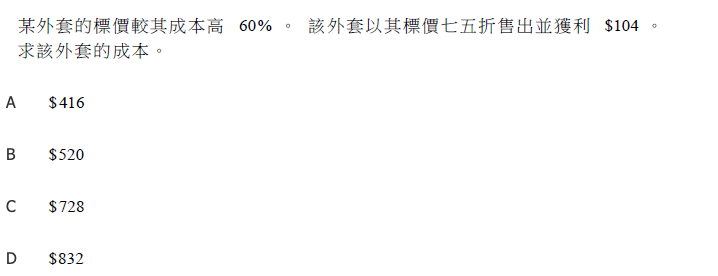 某外套的標價較其成本高 60% 。 該外套以其標價七五折售出並獲利 $104 。
求該外套的成本。
A $416
B $520
C $728
D $832